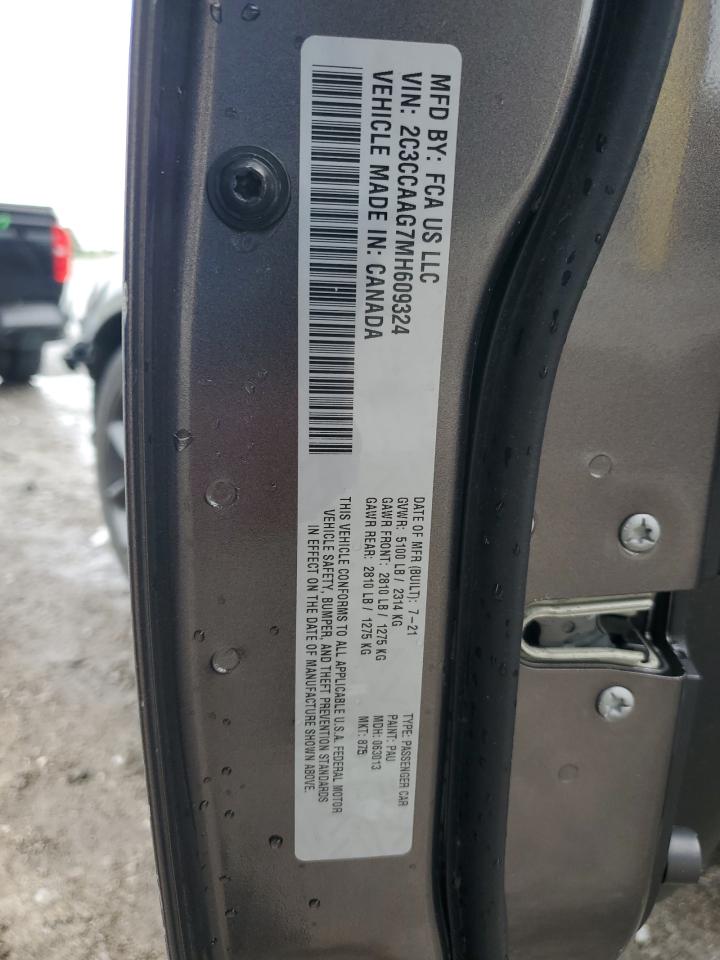 MFD BY: FCA US LLC
VIN: 2C3CCAAG7MH609324
VEHICLE MADE IN: CANADA
DATE OF MFR (BUILT): 7-21
GVWR: 5100 LB / 2314 KG
GAWR FRONT: 2810 LB / 1275 KG
GAWR REAR: 2810 LB / 1275 KG
TYPE: PASSENGER CAR
PAINT: PAU
MDH: 063013
MKT: 875
THIS VEHICLE CONFORMS TO ALL APPLICABLE U.S.A. FEDERAL MOTOR
VEHICLE SAFETY, BUMPER, AND THEFT PREVENTION STANDARDS
IN EFFECT ON THE DATE OF MANUFACTURE SHOWN ABOVE.